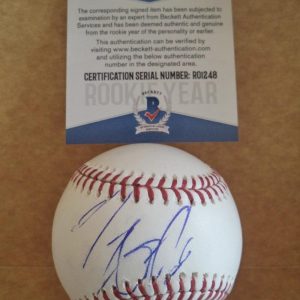 The corresponding signed item has been subjected to
examination by an expert from Beckett Authentication
Services and has been deemed authentic and genuine
from the rookie year of the personality or earlier.
This authentication can be verified by
visiting www.beckett-authentication.com
and utilizing the below authentication
number in the designated area.
CERTIFICATION SERIAL NUMBER: R01248
ROOKIE YEAR
BECKETT
B